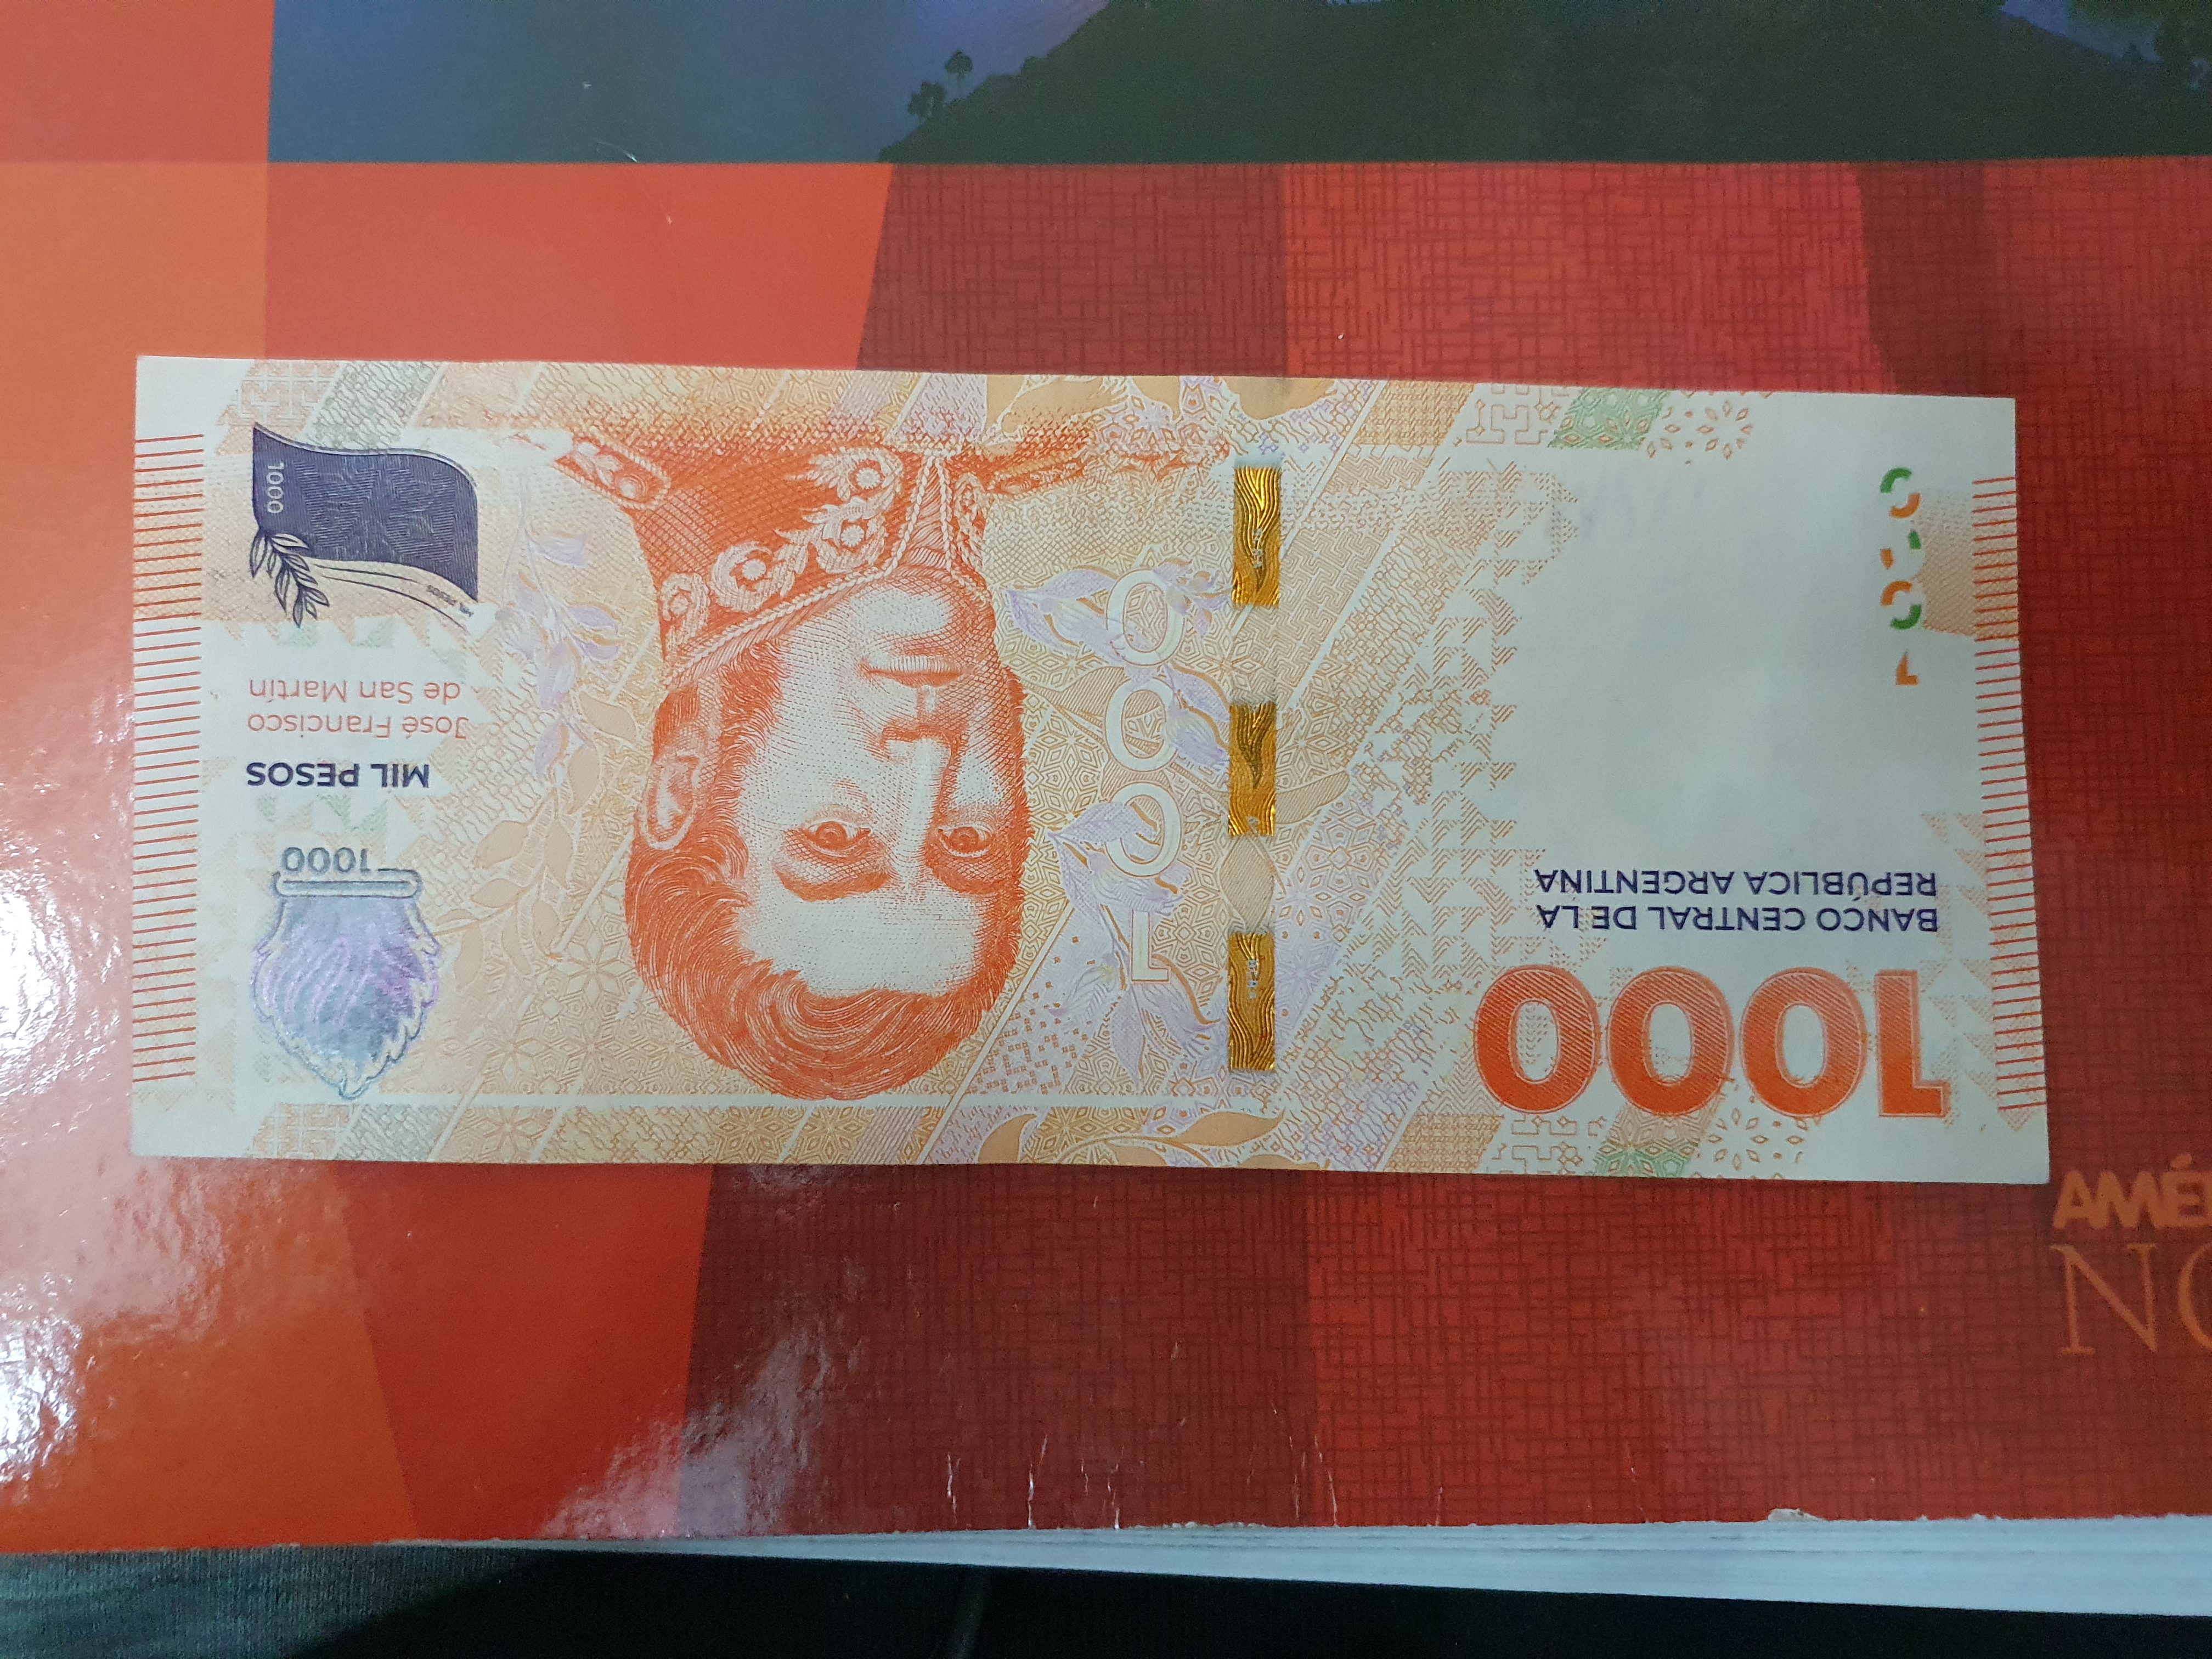 1000
BANCO CENTRAL DE LA
REPÚBLICA ARGENTINA
1000
1000
MIL PESOS
José Francisco
de San Martín
1000